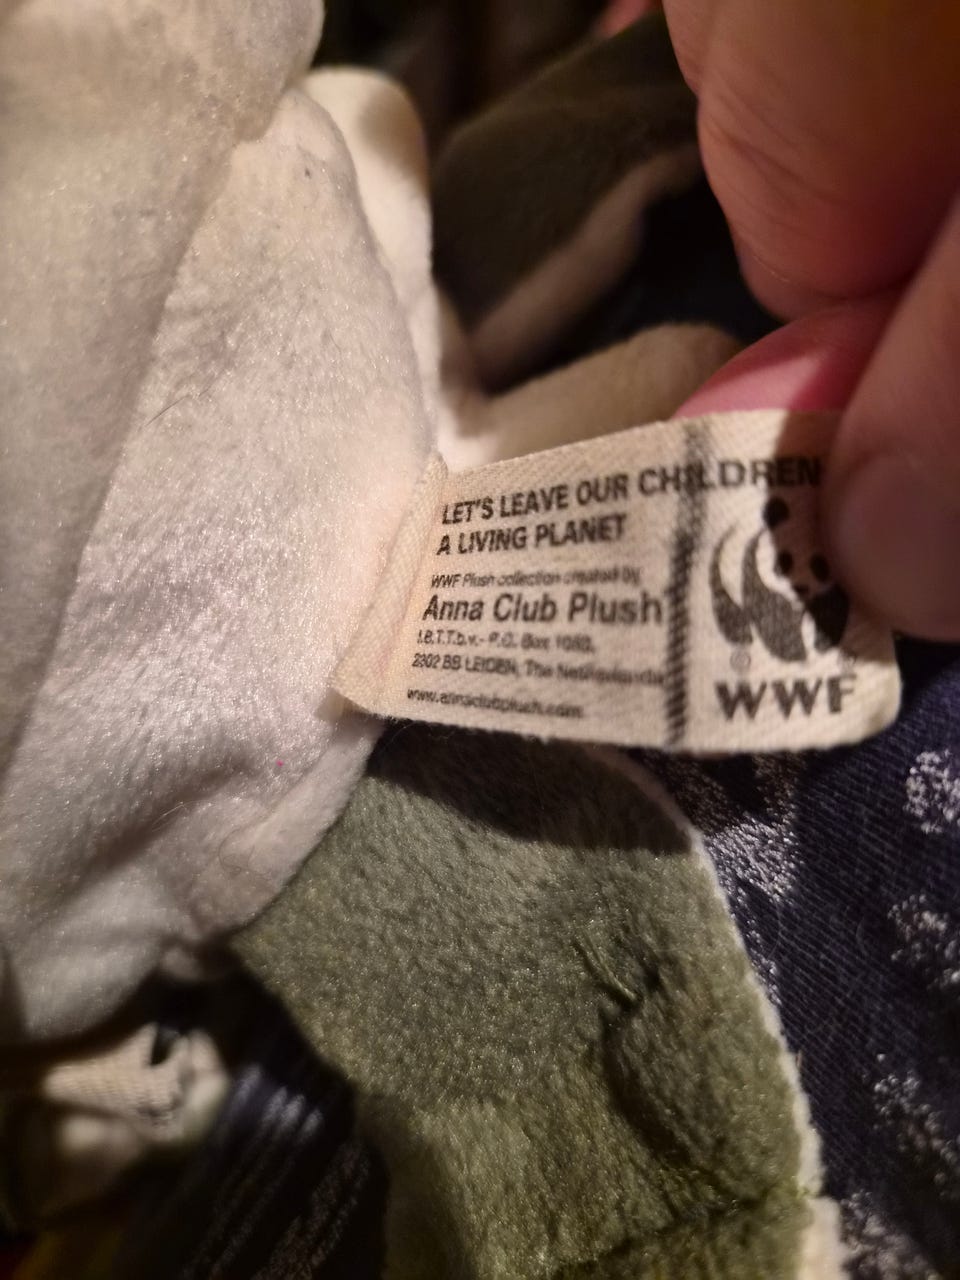 LET'S LEAVE OUR CHILDREN
A LIVING PLANET
WWF Plush collection created by
Anna Club Plush
I.B.T.T. b.v. - P.O. Box 1082,
2302 BB LEIDEN, The Netherlands
www.annaclubplush.com
WWF